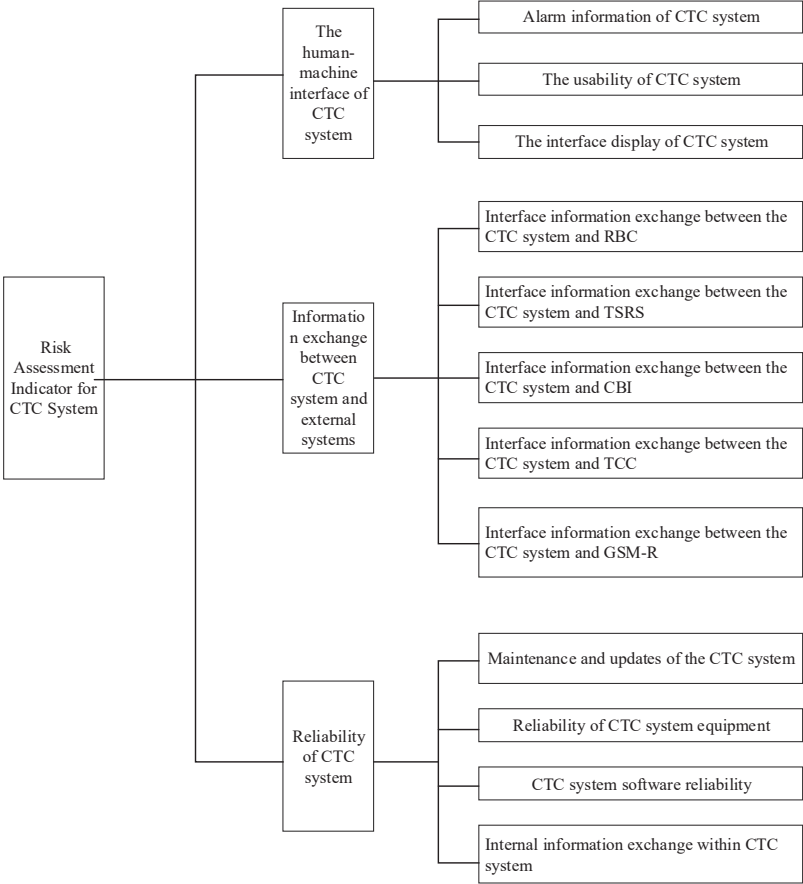 The
human-
machine
interface of
CTC
system
Alarm information of CTC system
The usability of CTC system
The interface display of CTC system
Risk
Assessment
Indicator for
CTC System
Informatio
n exchange
between
CTC
system and
external
systems
Interface information exchange between the
CTC system and RBC
Interface information exchange between the
CTC system and TSRS
Interface information exchange between the
CTC system and CBI
Interface information exchange between the
CTC system and TCC
Interface information exchange between the
CTC system and GSM-R
Reliability
of CTC
system
Maintenance and updates of the CTC system
Reliability of CTC system equipment
CTC system software reliability
Internal information exchange within CTC
system